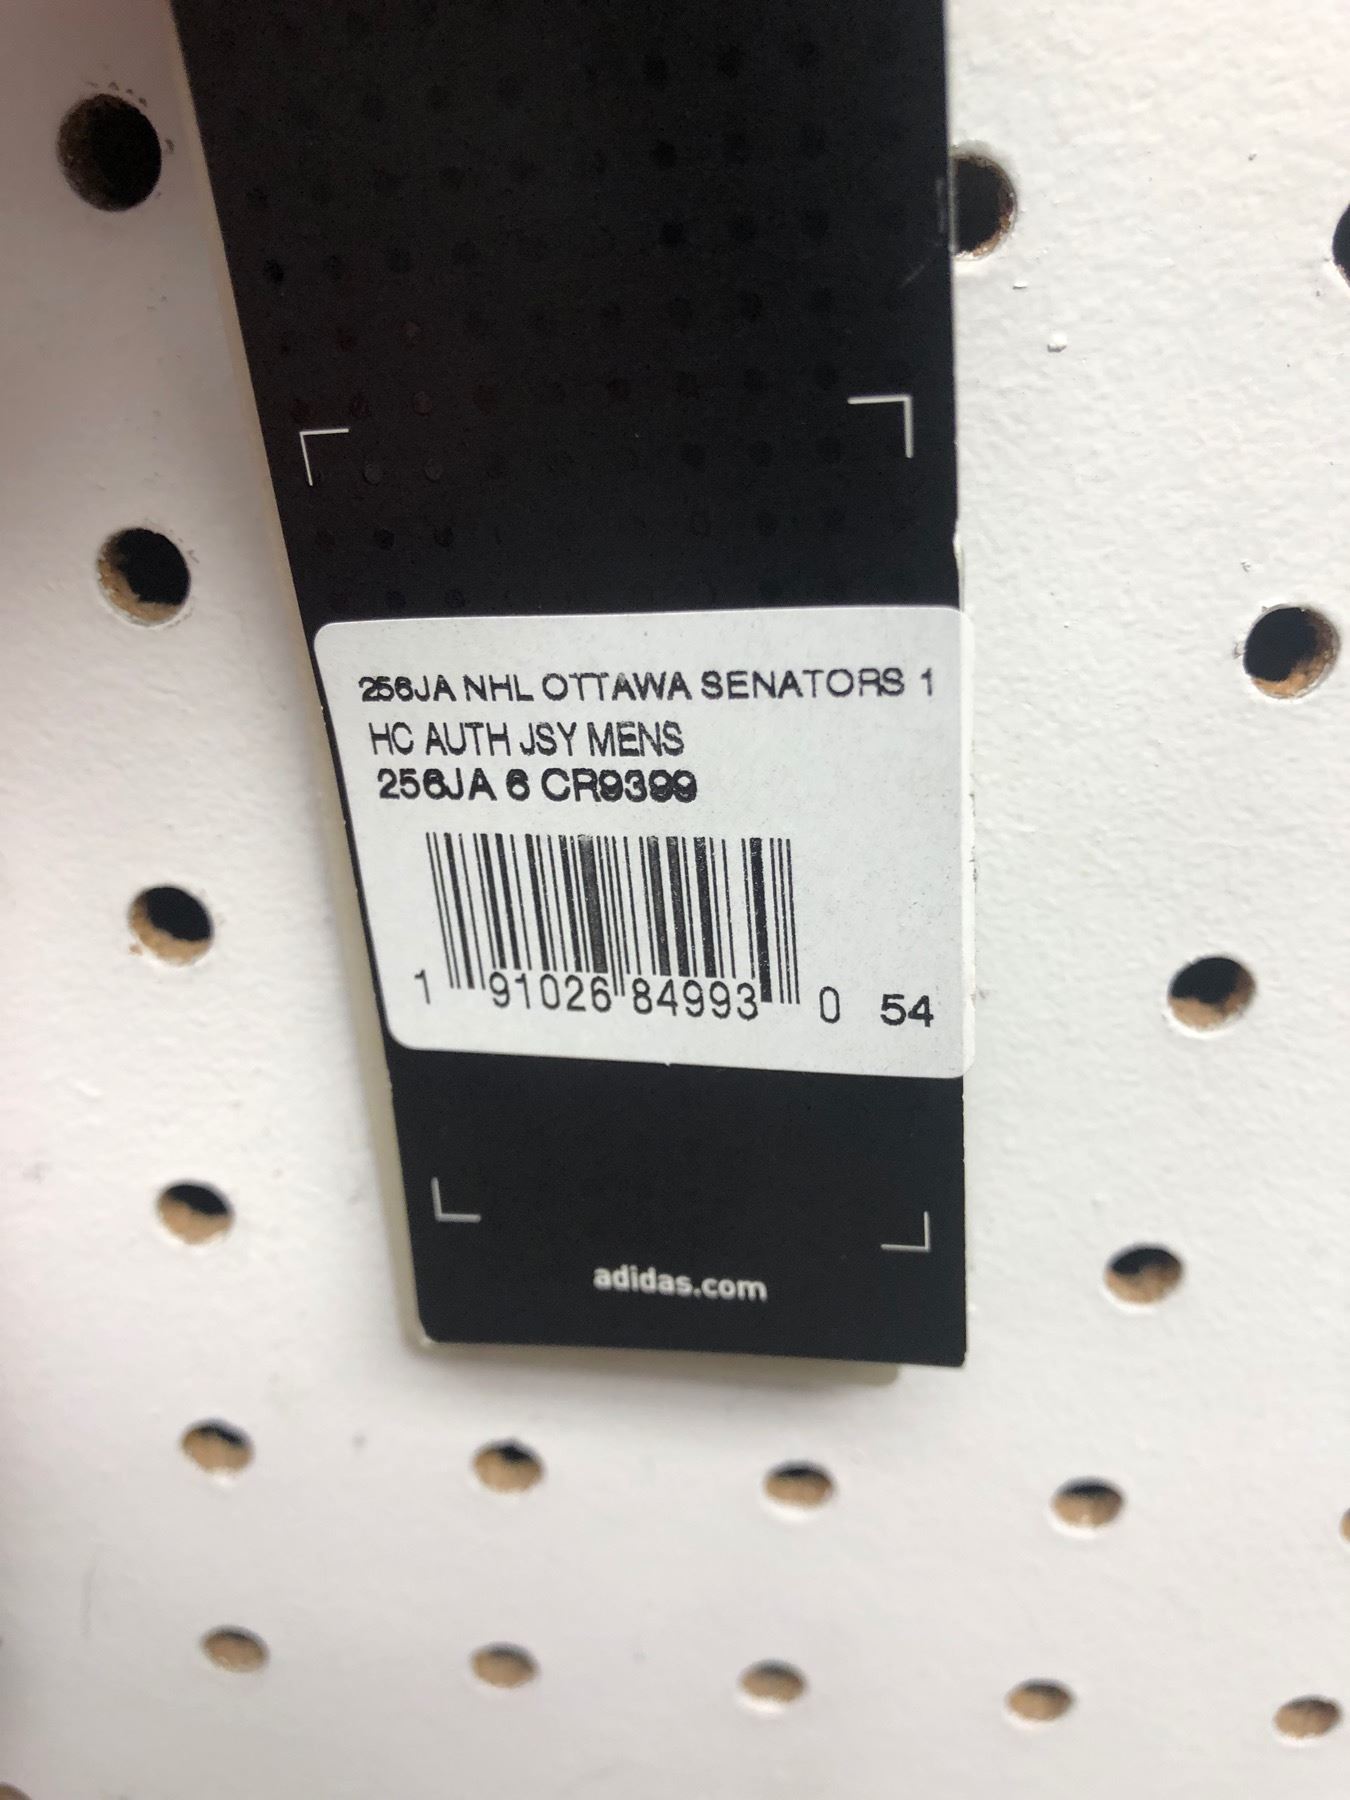 256JA NHL OTTAWA SENATORS 1
HC AUTH JSY MENS
256JA 6 CR9399
1 91026 84993 0 54
adidas.com